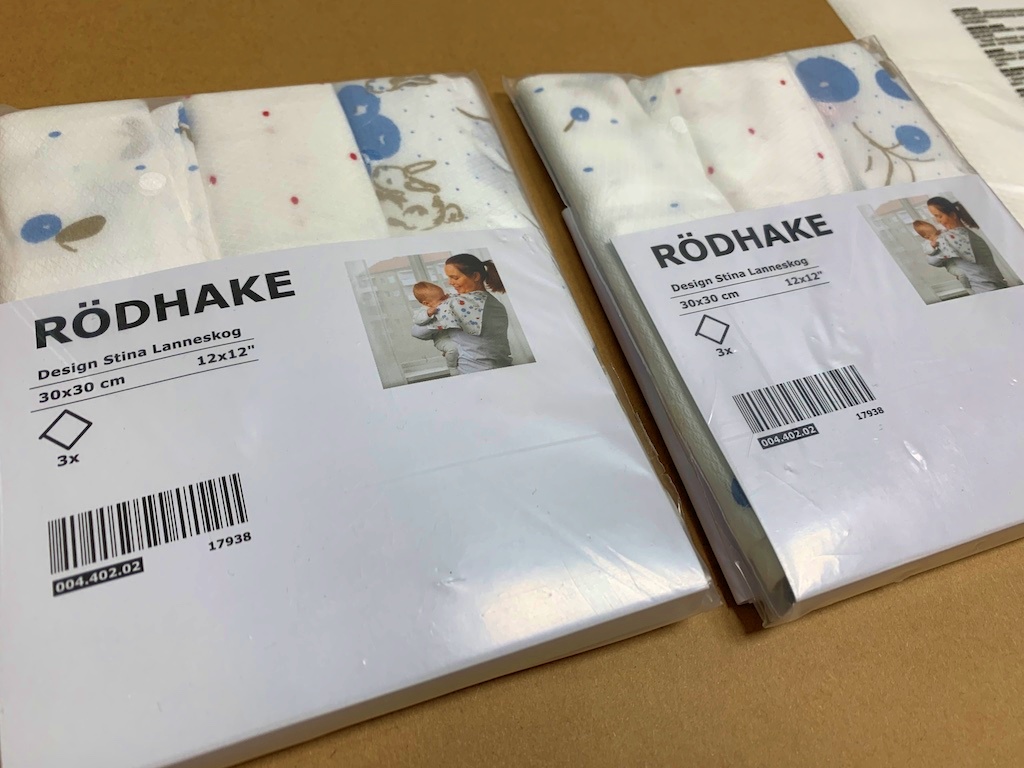 RÖDHAKE
Design Stina Lanneskog
30x30 cm 12x12"
3x
17938
004.402.02
RÖDHAKE
Design Stina Lanneskog
30x30 cm 12x12"
3x
17938
004.402.02